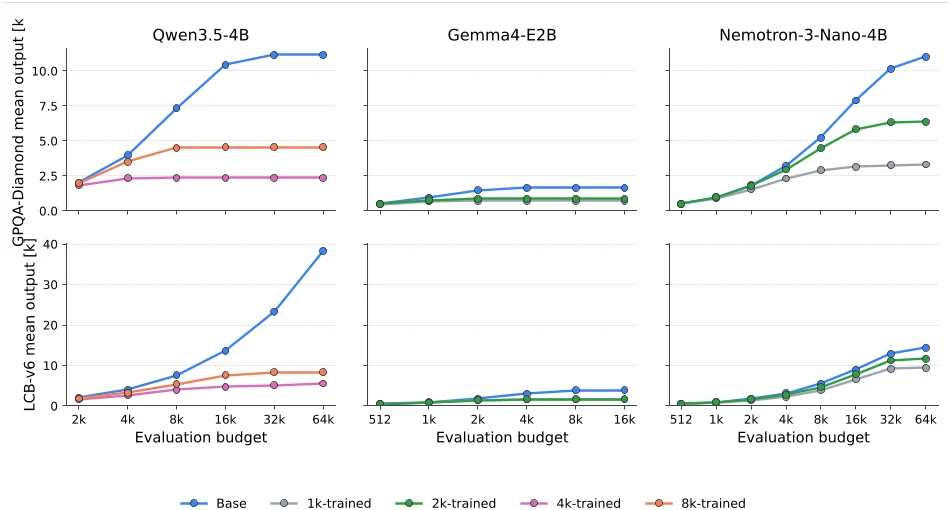 Qwen3.5-4B
Gemma4-E2B
Nemotron-3-Nano-4B
GPQA-Diamond mean output [k
10.0
7.5
5.0
2.5
0.0
LCB-v6 mean output [k]
40
30
20
10
0
2k 4k 8k 16k 32k 64k
512 1k 2k 4k 8k 16k
512 1k 2k 4k 8k 16k 32k 64k
Evaluation budget
Evaluation budget
Evaluation budget
Base 1k-trained 2k-trained 4k-trained 8k-trained